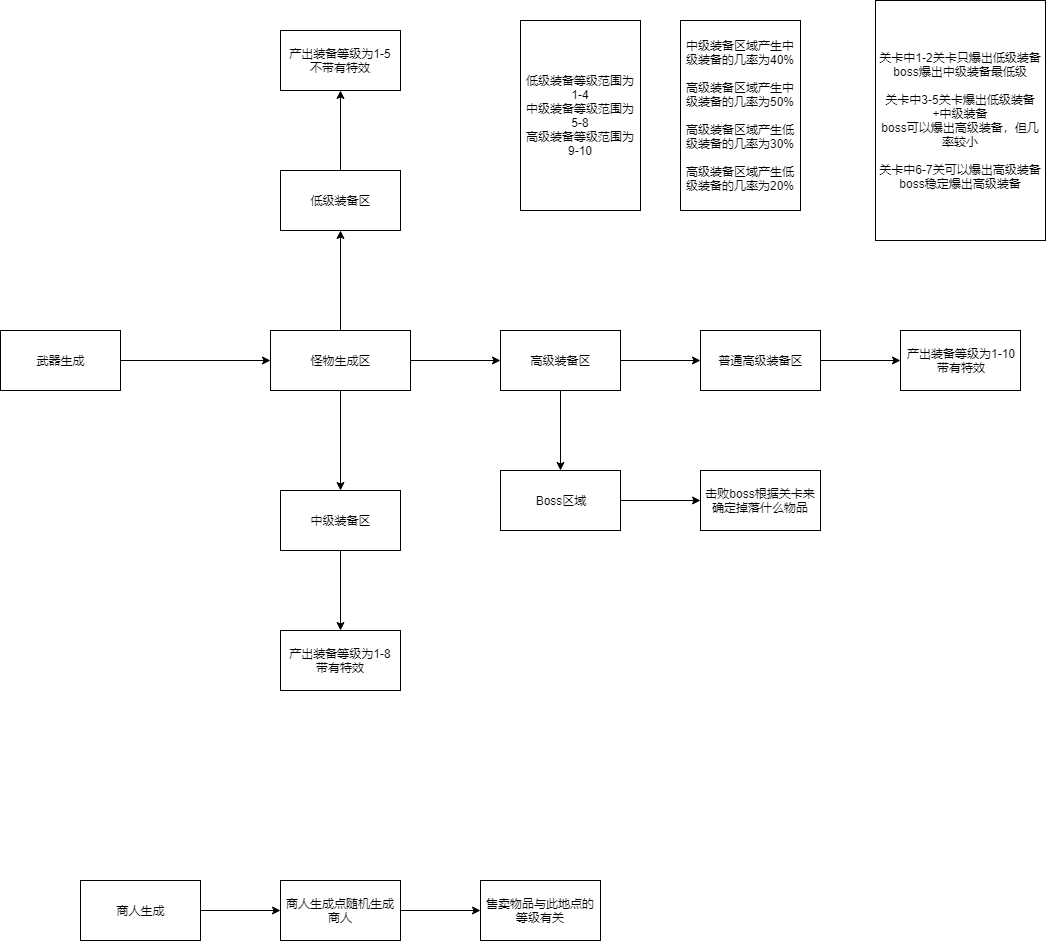 产出装备等级为1-5
不带有特效
低级装备区
低级装备等级范围为
1-4
中级装备等级范围为
5-8
高级装备等级范围为
9-10
中级装备区域产生中
级装备的几率为40%
高级装备区域产生中
级装备的几率为50%
高级装备区域产生低
级装备的几率为30%
高级装备区域产生低
级装备的几率为20%
关卡中1-2关卡只爆出低级装备
boss爆出中级装备最低级
关卡中3-5关卡爆出低级装备
+中级装备
boss可以爆出高级装备，但几
率较小
关卡中6-7关可以爆出高级装备
boss稳定爆出高级装备
武器生成
怪物生成区
高级装备区
普通高级装备区
产出装备等级为1-10
带有特效
Boss区域
击败boss根据关卡来
确定掉落什么物品
中级装备区
产出装备等级为1-8
带有特效
商人生成
商人生成点随机生成
商人
售卖物品与此地点的
等级有关